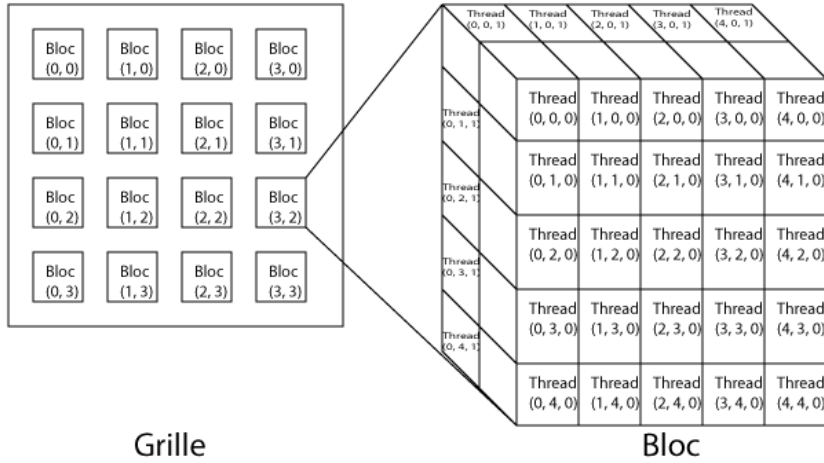 Bloc
(0, 0)
Bloc
(1, 0)
Bloc
(2, 0)
Bloc
(3, 0)
Bloc
(0, 1)
Bloc
(1, 1)
Bloc
(2, 1)
Bloc
(3, 1)
Bloc
(0, 2)
Bloc
(1, 2)
Bloc
(2, 2)
Bloc
(3, 2)
Bloc
(0, 3)
Bloc
(1, 3)
Bloc
(2, 3)
Bloc
(3, 3)
Grille
Thread
(0, 0, 1)
Thread
(1, 0, 1)
Thread
(2, 0, 1)
Thread
(3, 0, 1)
Thread
(4, 0, 1)
Thread
(0, 1, 1)
Thread
(0, 2, 1)
Thread
(0, 3, 1)
Thread
(0, 4, 1)
Thread
(0, 0, 0)
Thread
(1, 0, 0)
Thread
(2, 0, 0)
Thread
(3, 0, 0)
Thread
(4, 0, 0)
Thread
(0, 1, 0)
Thread
(1, 1, 0)
Thread
(2, 1, 0)
Thread
(3, 1, 0)
Thread
(4, 1, 0)
Thread
(0, 2, 0)
Thread
(1, 2, 0)
Thread
(2, 2, 0)
Thread
(3, 2, 0)
Thread
(4, 2, 0)
Thread
(0, 3, 0)
Thread
(1, 3, 0)
Thread
(2, 3, 0)
Thread
(3, 3, 0)
Thread
(4, 3, 0)
Thread
(0, 4, 0)
Thread
(1, 4, 0)
Thread
(2, 4, 0)
Thread
(3, 4, 0)
Thread
(4, 4, 0)
Bloc